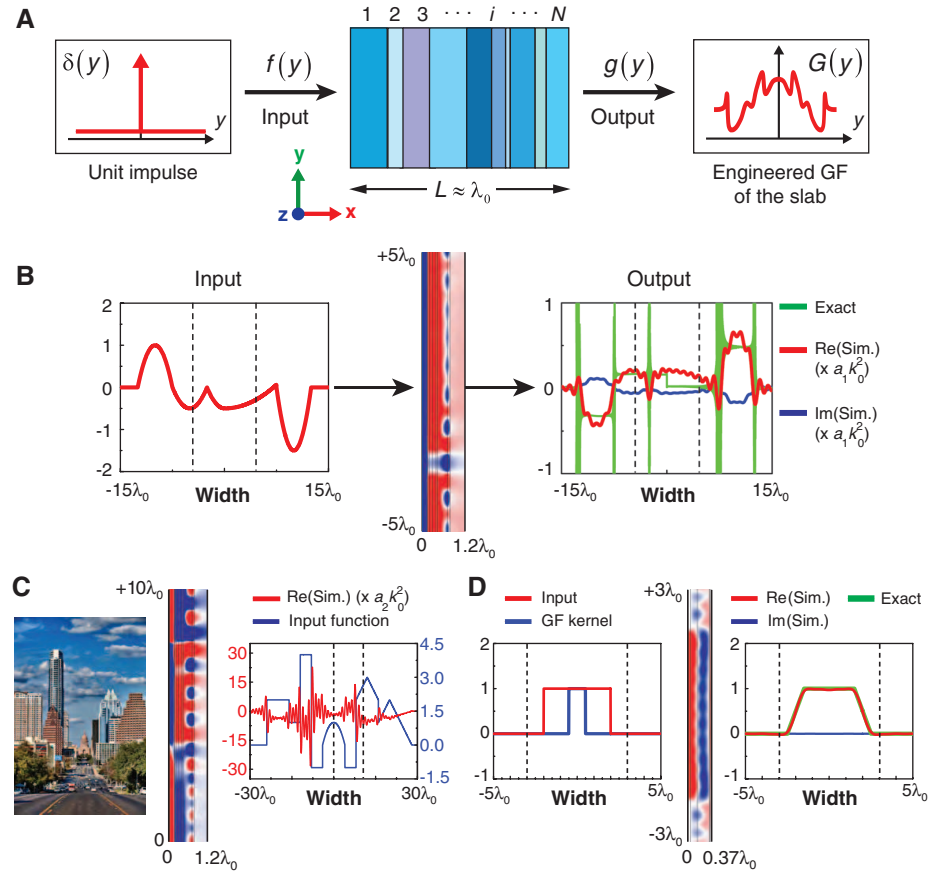 A
1 2 3 · · · i · · · N
δ(y)
y
Unit impulse
f(y)
Input
g(y)
Output
G(y)
y
Engineered GF
of the slab
y
z
x
L ≈ λ₀
B
Input
2
1
0
-1
-2
-15λ₀
Width
15λ₀
+5λ₀
-5λ₀
0
1.2λ₀
Output
1
0
-1
-15λ₀
Width
15λ₀
Exact
Re(Sim.)
(x a₁k₀²)
Im(Sim.)
(x a₁k₀²)
C
+10λ₀
0
0
1.2λ₀
Re(Sim.) (x a₂k₀²)
Input function
30
15
0
-15
-30
4.5
3.0
1.5
0.0
-1.5
-30λ₀
Width
30λ₀
D
Input
GF kernel
2
1
0
-1
-5λ₀
Width
5λ₀
+3λ₀
-3λ₀
0
0.37λ₀
Re(Sim.)
Exact
Im(Sim.)
2
1
0
-1
-5λ₀
Width
5λ₀